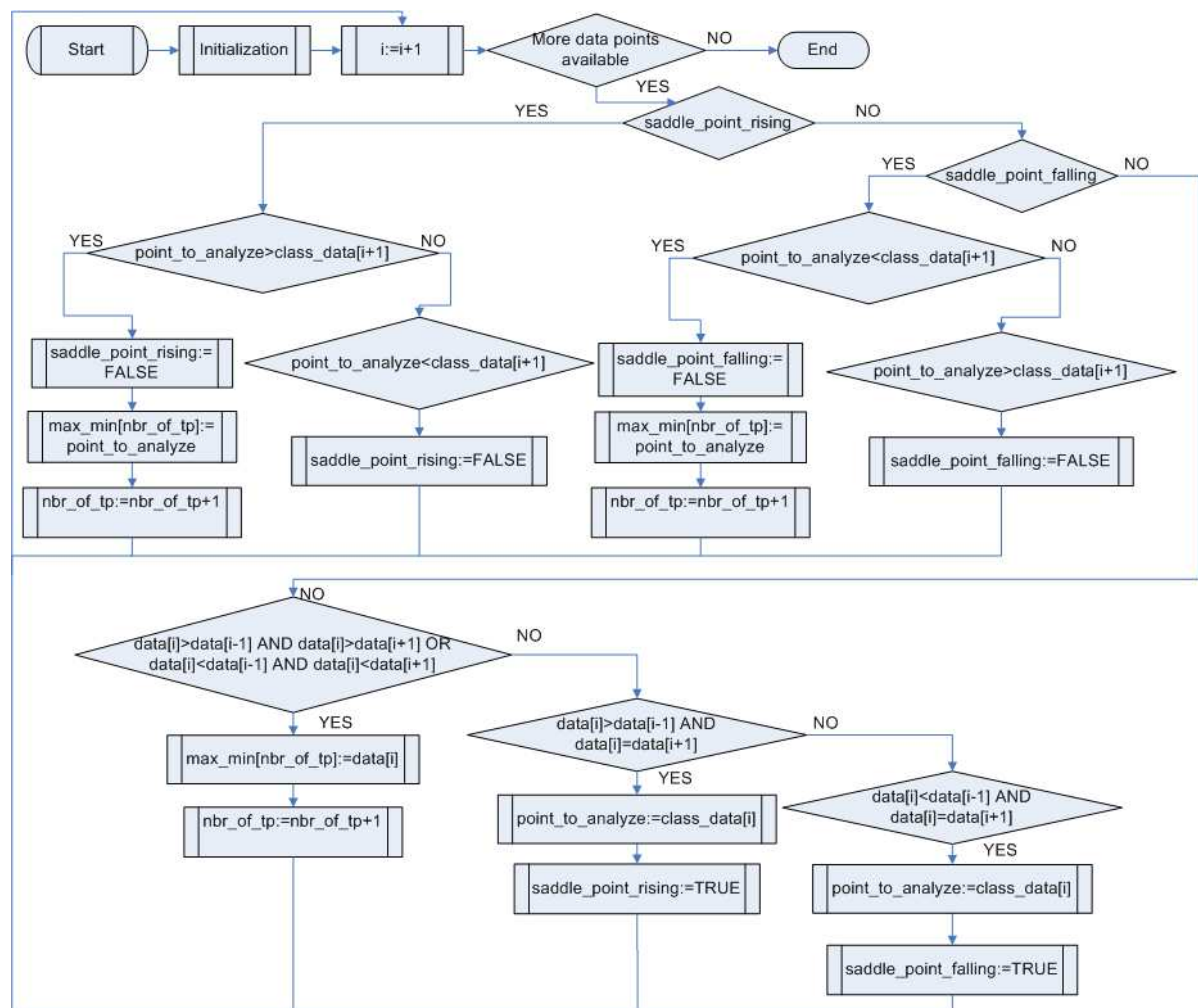 Start
Initialization
i:=i+1
More data points
available
NO
End
YES
YES
saddle_point_rising
NO
YES
saddle_point_falling
NO
YES
point_to_analyze>class_data[i+1]
NO
YES
point_to_analyze<class_data[i+1]
NO
saddle_point_rising:=
FALSE
point_to_analyze<class_data[i+1]
saddle_point_falling:=
FALSE
point_to_analyze>class_data[i+1]
max_min[nbr_of_tp]:=
point_to_analyze
saddle_point_rising:=FALSE
max_min[nbr_of_tp]:=
point_to_analyze
saddle_point_falling:=FALSE
nbr_of_tp:=nbr_of_tp+1
nbr_of_tp:=nbr_of_tp+1
NO
data[i]>data[i-1] AND data[i]>data[i+1] OR
data[i]<data[i-1] AND data[i]<data[i+1]
NO
YES
data[i]>data[i-1] AND
data[i]=data[i+1]
NO
max_min[nbr_of_tp]:=data[i]
YES
data[i]<data[i-1] AND
data[i]=data[i+1]
nbr_of_tp:=nbr_of_tp+1
point_to_analyze:=class_data[i]
YES
saddle_point_rising:=TRUE
point_to_analyze:=class_data[i]
saddle_point_falling:=TRUE